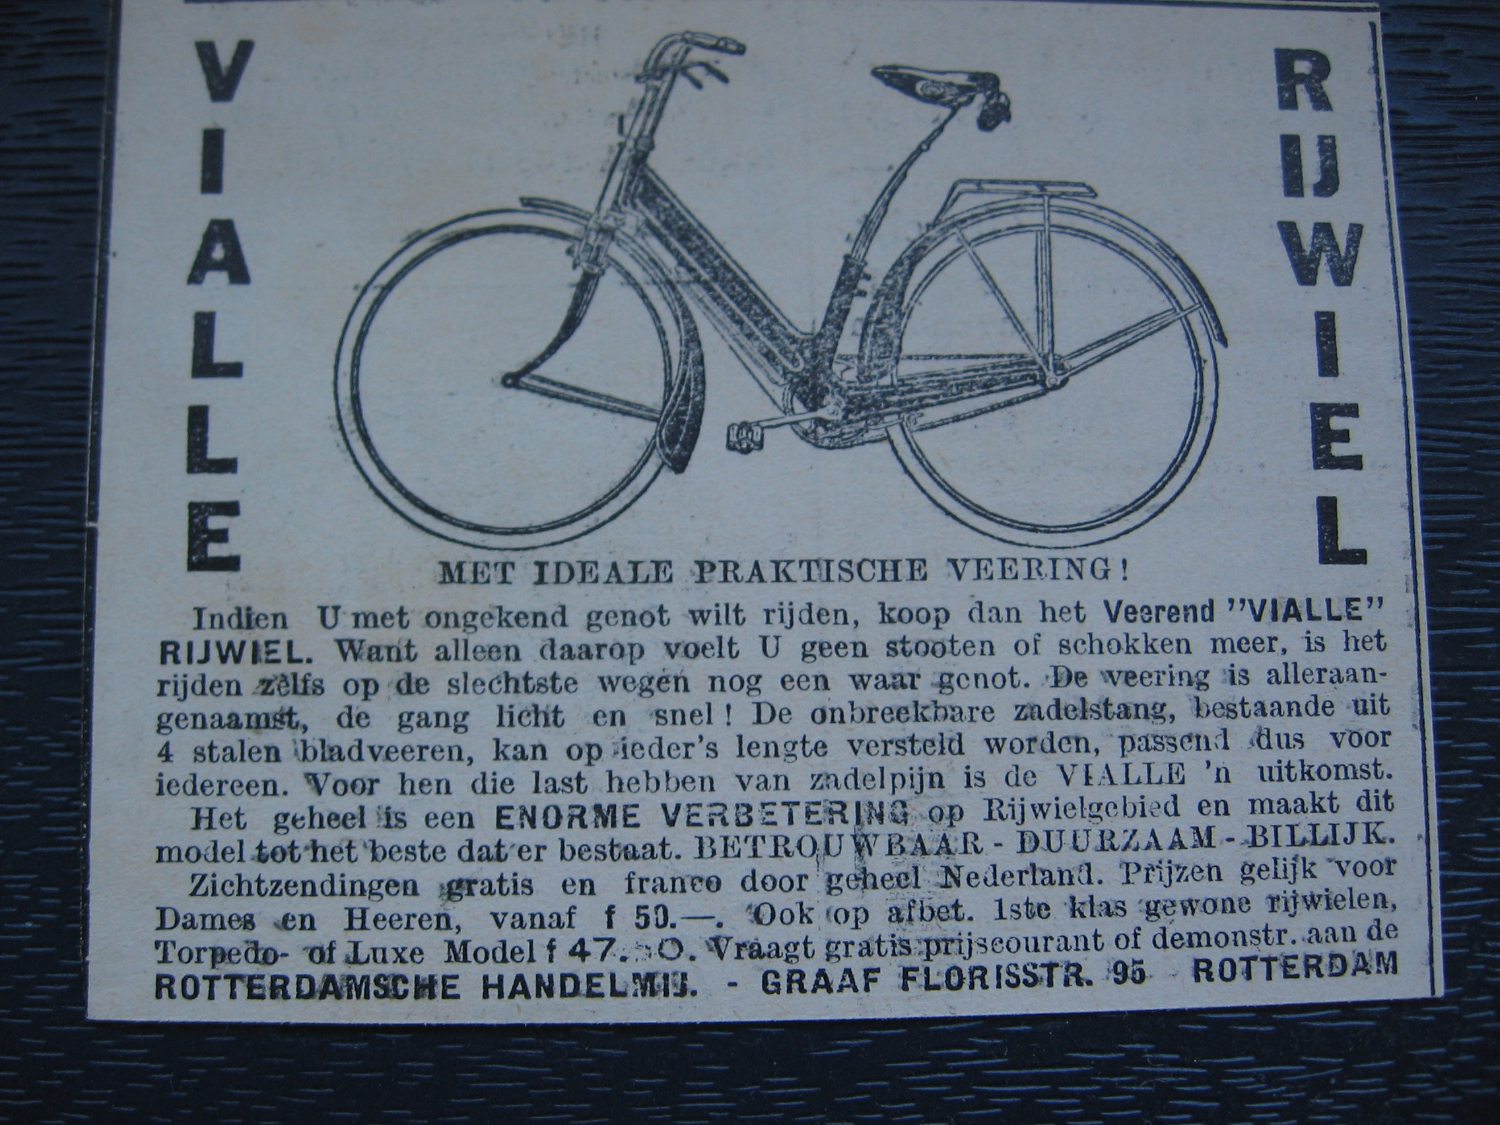 VIALLE
RIJWIEL
MET IDEALE PRAKTISCHE VEERING!
Indien U met ongekend genot wilt rijden, koop dan het Veerend "VIALLE"
RIJWIEL. Want alleen daarop voelt U geen stooten of schokken meer, is het
rijden zelfs op de slechtste wegen nog een waar genot. De veering is alleraan-
genaamst, de gang licht en snel! De onbreekbare zadelstang, bestaande uit
4 stalen bladveeren, kan op ieder's lengte versteld worden, passend dus voor
iedereen. Voor hen die last hebben van zadelpijn is de VIALLE 'n uitkomst.
Het geheel is een ENORME VERBETERING op Rijwielgebied en maakt dit
model tot het beste dat er bestaat. BETROUWBAAR - DUURZAAM - BILLIJK.
Zichtzendingen gratis en franco door geheel Nederland. Prijzen gelijk voor
Dames en Heeren, vanaf f 50.—. Ook op afbet. 1ste klas gewone rijwielen,
Torpedo- of Luxe Model f 47.50. Vraagt gratis prijscourant of demonstr. aan de
ROTTERDAMSCHE HANDELMIJ. - GRAAF FLORISSTR. 95 ROTTERDAM